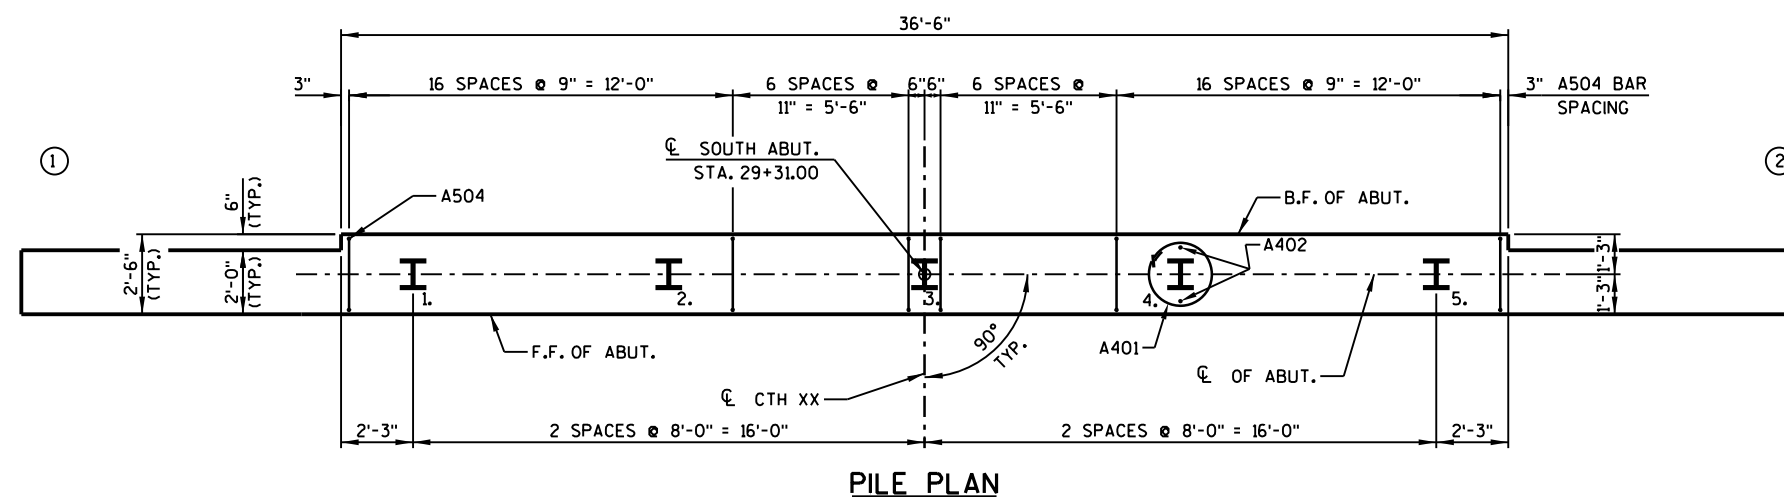 36'-6"
3"
16 SPACES @ 9" = 12'-0"
6 SPACES @
11" = 5'-6"
6"
6"
6 SPACES @
11" = 5'-6"
16 SPACES @ 9" = 12'-0"
3"
A504 BAR
SPACING
1
℄ SOUTH ABUT.
STA. 29+31.00
2
6"
(TYP.)
A504
B.F. OF ABUT.
2'-6"
(TYP.)
2'-0"
(TYP.)
A402
1'-3"
1'-3"
1.
2.
3.
4.
5.
F.F. OF ABUT.
90°
TYP.
A401
℄ OF ABUT.
℄ CTH XX
2'-3"
2 SPACES @ 8'-0" = 16'-0"
2 SPACES @ 8'-0" = 16'-0"
2'-3"
PILE PLAN